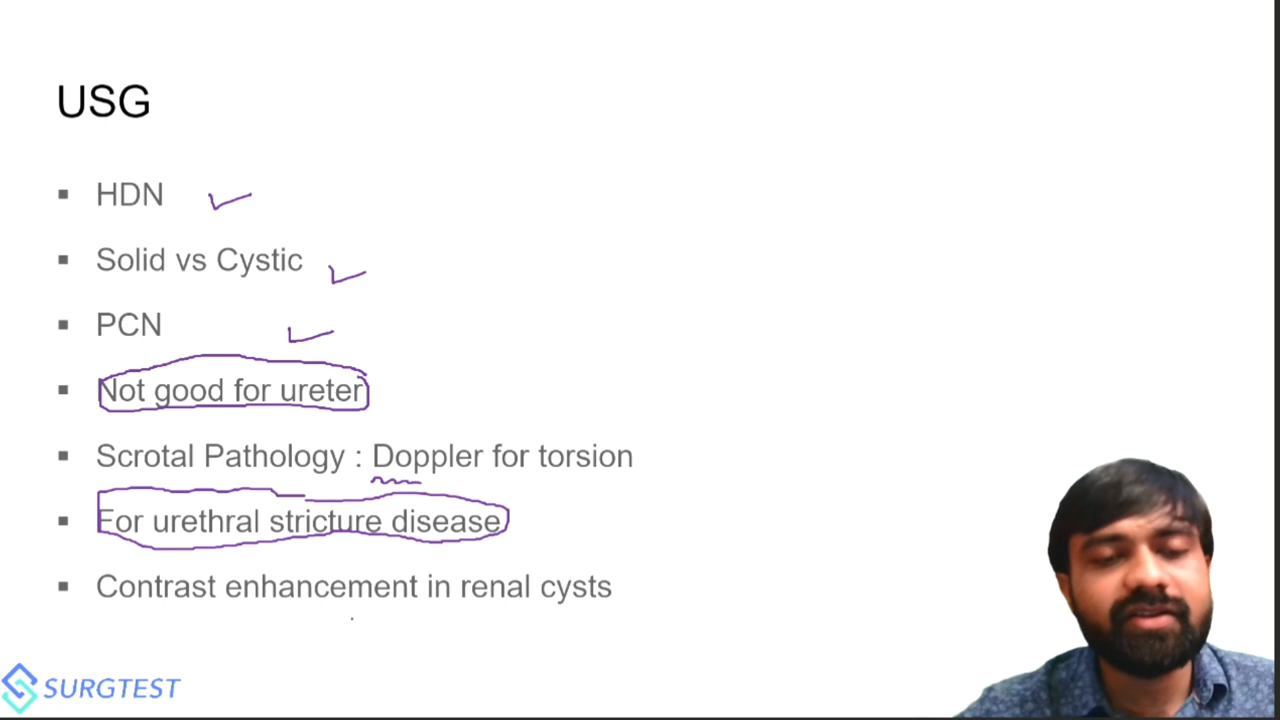 USG
▪ HDN
▪ Solid vs Cystic
▪ PCN
▪ Not good for ureter
▪ Scrotal Pathology : Doppler for torsion
▪ For urethral stricture disease
▪ Contrast enhancement in renal cysts
SURGTEST